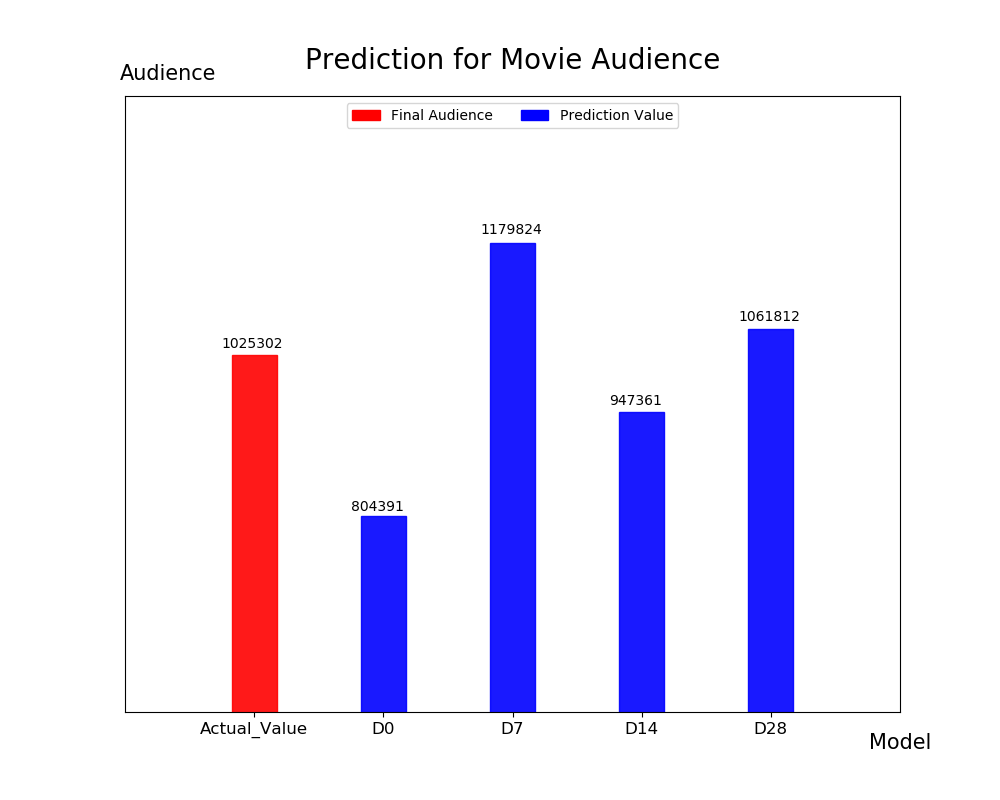 Prediction for Movie Audience
Audience
Final Audience
Prediction Value
1179824
1061812
1025302
947361
804391
Actual_Value
D0
D7
D14
D28
Model